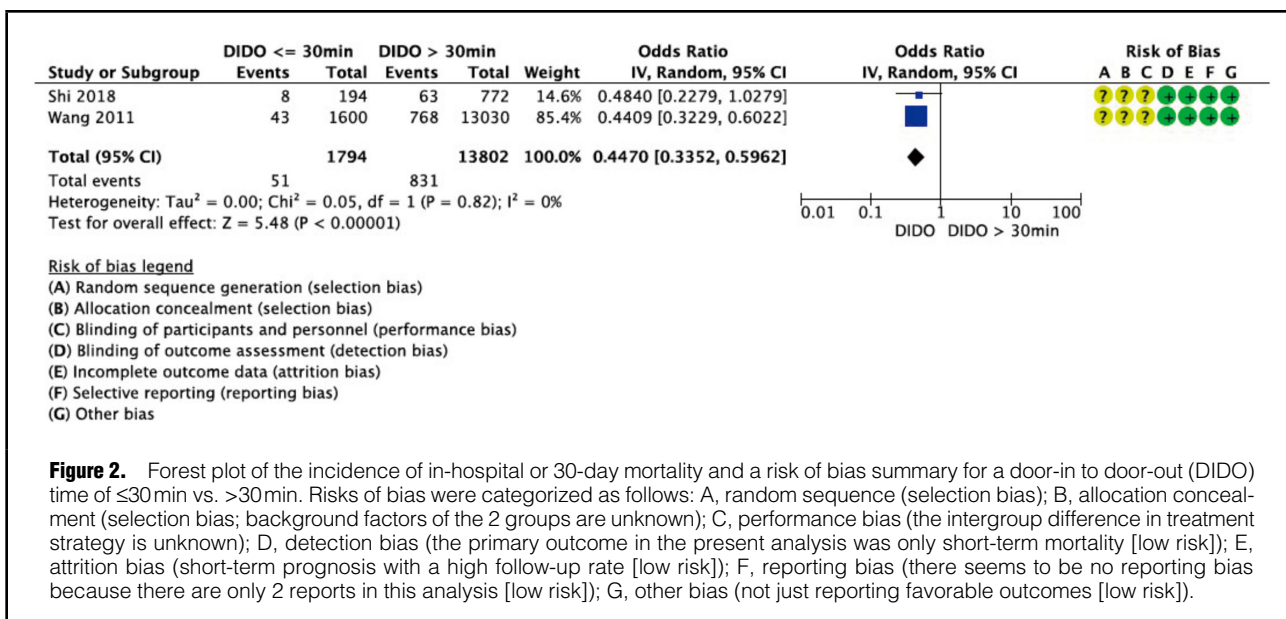 DIDO <= 30min DIDO > 30min Odds Ratio Odds Ratio Risk of Bias
Study or Subgroup Events Total Events Total Weight IV, Random, 95% CI IV, Random, 95% CI A B C D E F G
Shi 2018 8 194 63 772 14.6% 0.4840 [0.2279, 1.0279] ? ? ? + + + +
Wang 2011 43 1600 768 13030 85.4% 0.4409 [0.3229, 0.6022] ? ? ? + + + +
Total (95% CI) 1794 13802 100.0% 0.4470 [0.3352, 0.5962]
Total events 51 831
Heterogeneity: Tau² = 0.00; Chi² = 0.05, df = 1 (P = 0.82); I² = 0%
Test for overall effect: Z = 5.48 (P < 0.00001)
0.01 0.1 1 10 100
DIDO DIDO > 30min
Risk of bias legend
(A) Random sequence generation (selection bias)
(B) Allocation concealment (selection bias)
(C) Blinding of participants and personnel (performance bias)
(D) Blinding of outcome assessment (detection bias)
(E) Incomplete outcome data (attrition bias)
(F) Selective reporting (reporting bias)
(G) Other bias
Figure 2. Forest plot of the incidence of in-hospital or 30-day mortality and a risk of bias summary for a door-in to door-out (DIDO)
time of ≤30 min vs. >30 min. Risks of bias were categorized as follows: A, random sequence (selection bias); B, allocation conceal-
ment (selection bias; background factors of the 2 groups are unknown); C, performance bias (the intergroup difference in treatment
strategy is unknown); D, detection bias (the primary outcome in the present analysis was only short-term mortality [low risk]); E,
attrition bias (short-term prognosis with a high follow-up rate [low risk]); F, reporting bias (there seems to be no reporting bias
because there are only 2 reports in this analysis [low risk]); G, other bias (not just reporting favorable outcomes [low risk]).